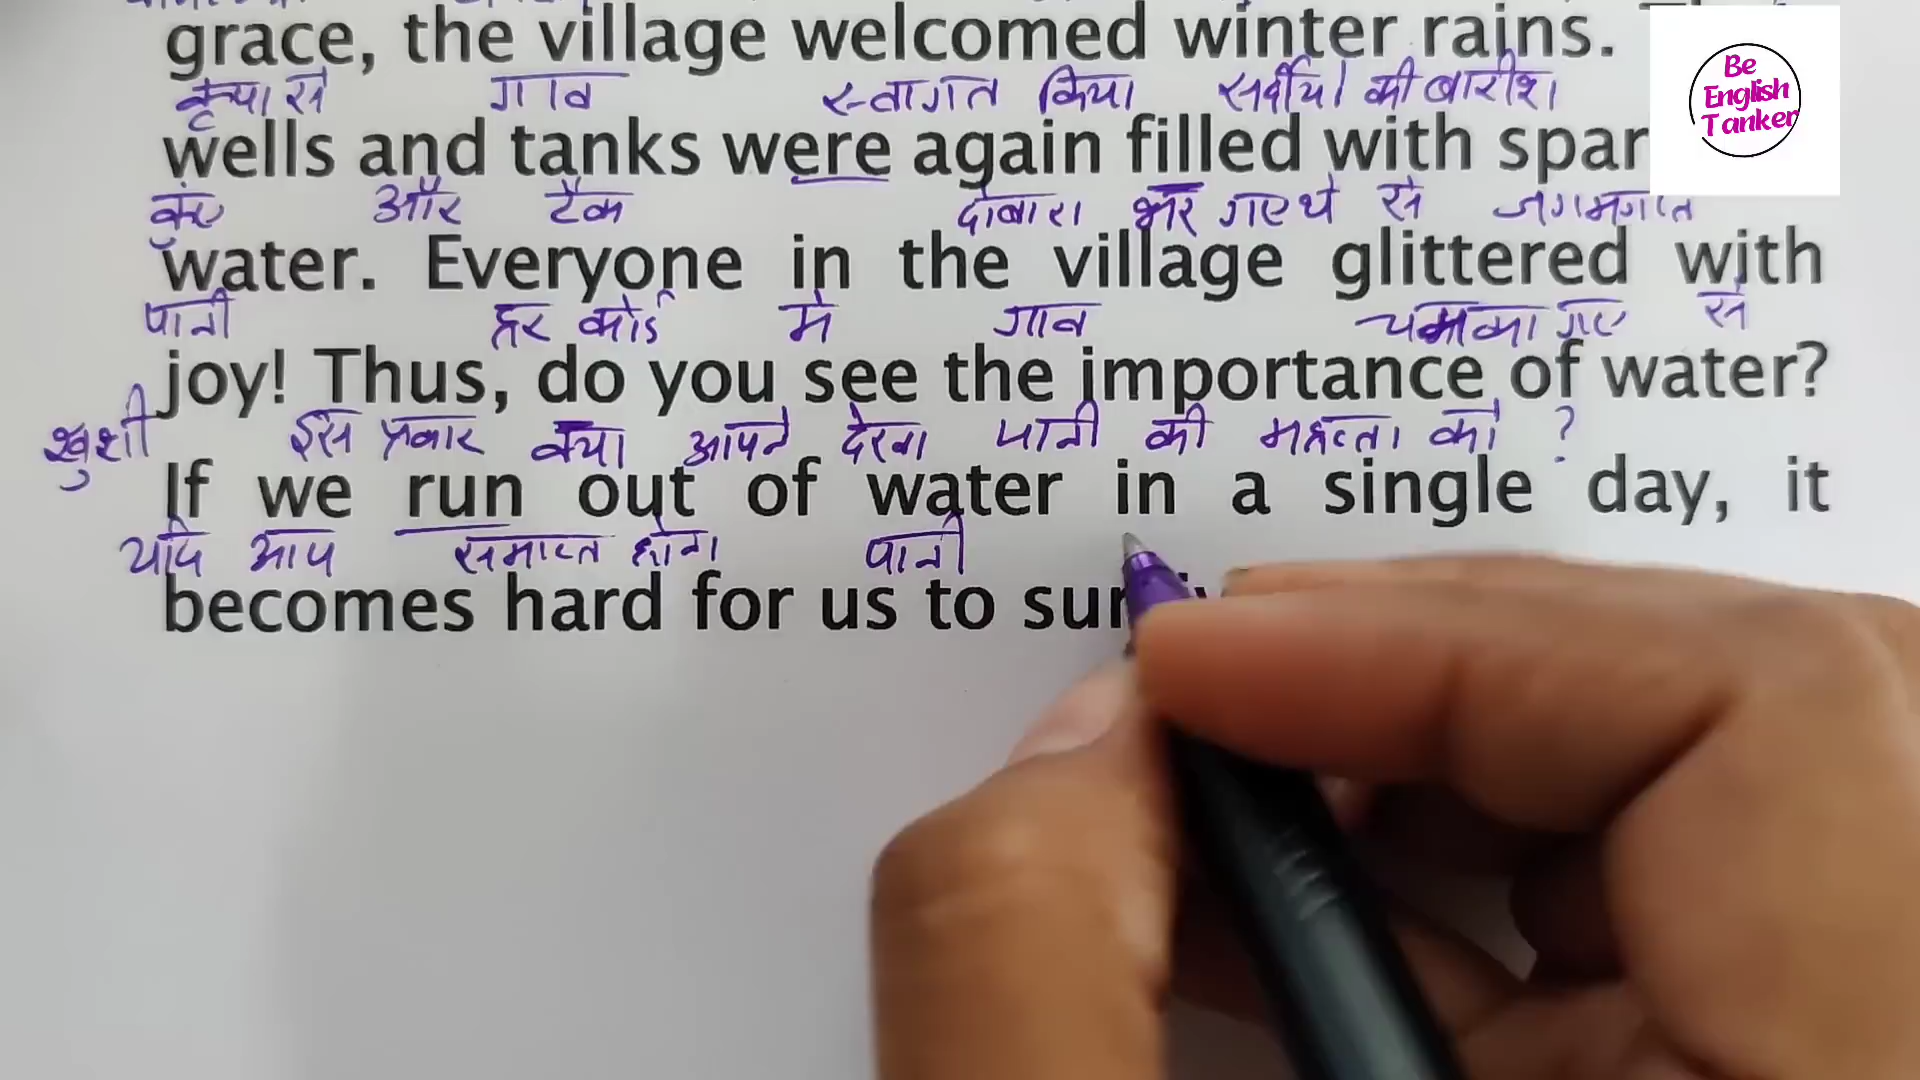 grace, the village welcomed winter rains.
कृपा से गाव स्वागत किया सर्दीयों की बारीश
wells and tanks were again filled with spar
कुए और टैंक दोबारा भर गए थे से जगमगाते
water. Everyone in the village glittered with
पानी हर कोई मे गाव चमक गए से
joy! Thus, do you see the importance of water?
खुशी इस प्रकार क्या आपने देखा पानी की महत्ता को ?
If we run out of water in a single day, it
यदि आप समाप्त होना पानी
becomes hard for us to
Be
English
Tanker